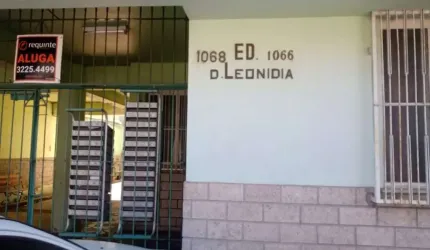 requinte
ALUGA
3225.4499
1068 ED. 1066
D. LEONIDIA